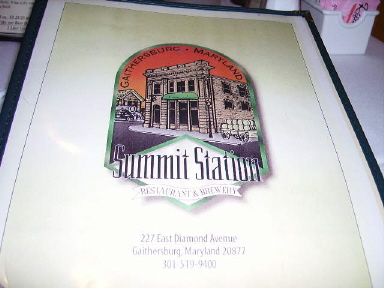 GAITHERSBURG • MARYLAND
Summit Station
RESTAURANT & BREWERY
227 East Diamond Avenue
Gaithersburg, Maryland 20877
301-519-9400